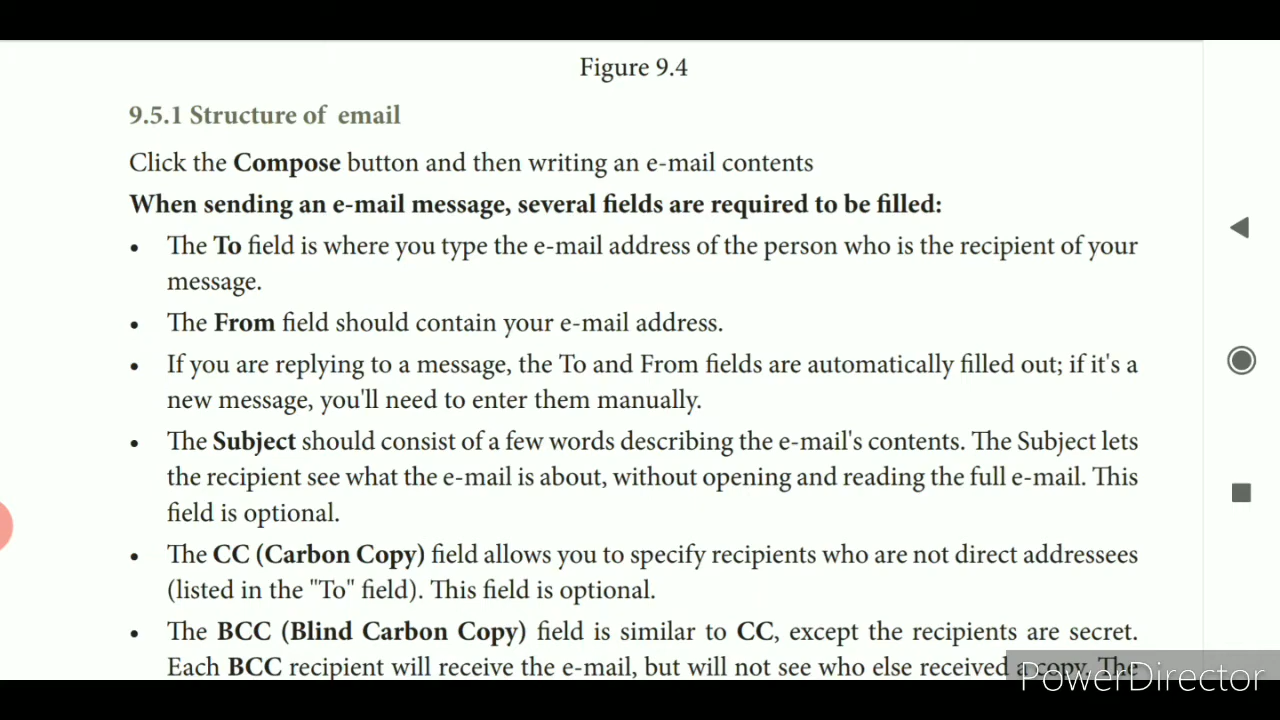 Figure 9.4
9.5.1 Structure of email
Click the Compose button and then writing an e-mail contents
When sending an e-mail message, several fields are required to be filled:
• The To field is where you type the e-mail address of the person who is the recipient of your
message.
• The From field should contain your e-mail address.
• If you are replying to a message, the To and From fields are automatically filled out; if it's a
new message, you'll need to enter them manually.
• The Subject should consist of a few words describing the e-mail's contents. The Subject lets
the recipient see what the e-mail is about, without opening and reading the full e-mail. This
field is optional.
• The CC (Carbon Copy) field allows you to specify recipients who are not direct addressees
(listed in the "To" field). This field is optional.
• The BCC (Blind Carbon Copy) field is similar to CC, except the recipients are secret.
Each BCC recipient will receive the e-mail, but will not see who else received a copy. The
PowerDirector